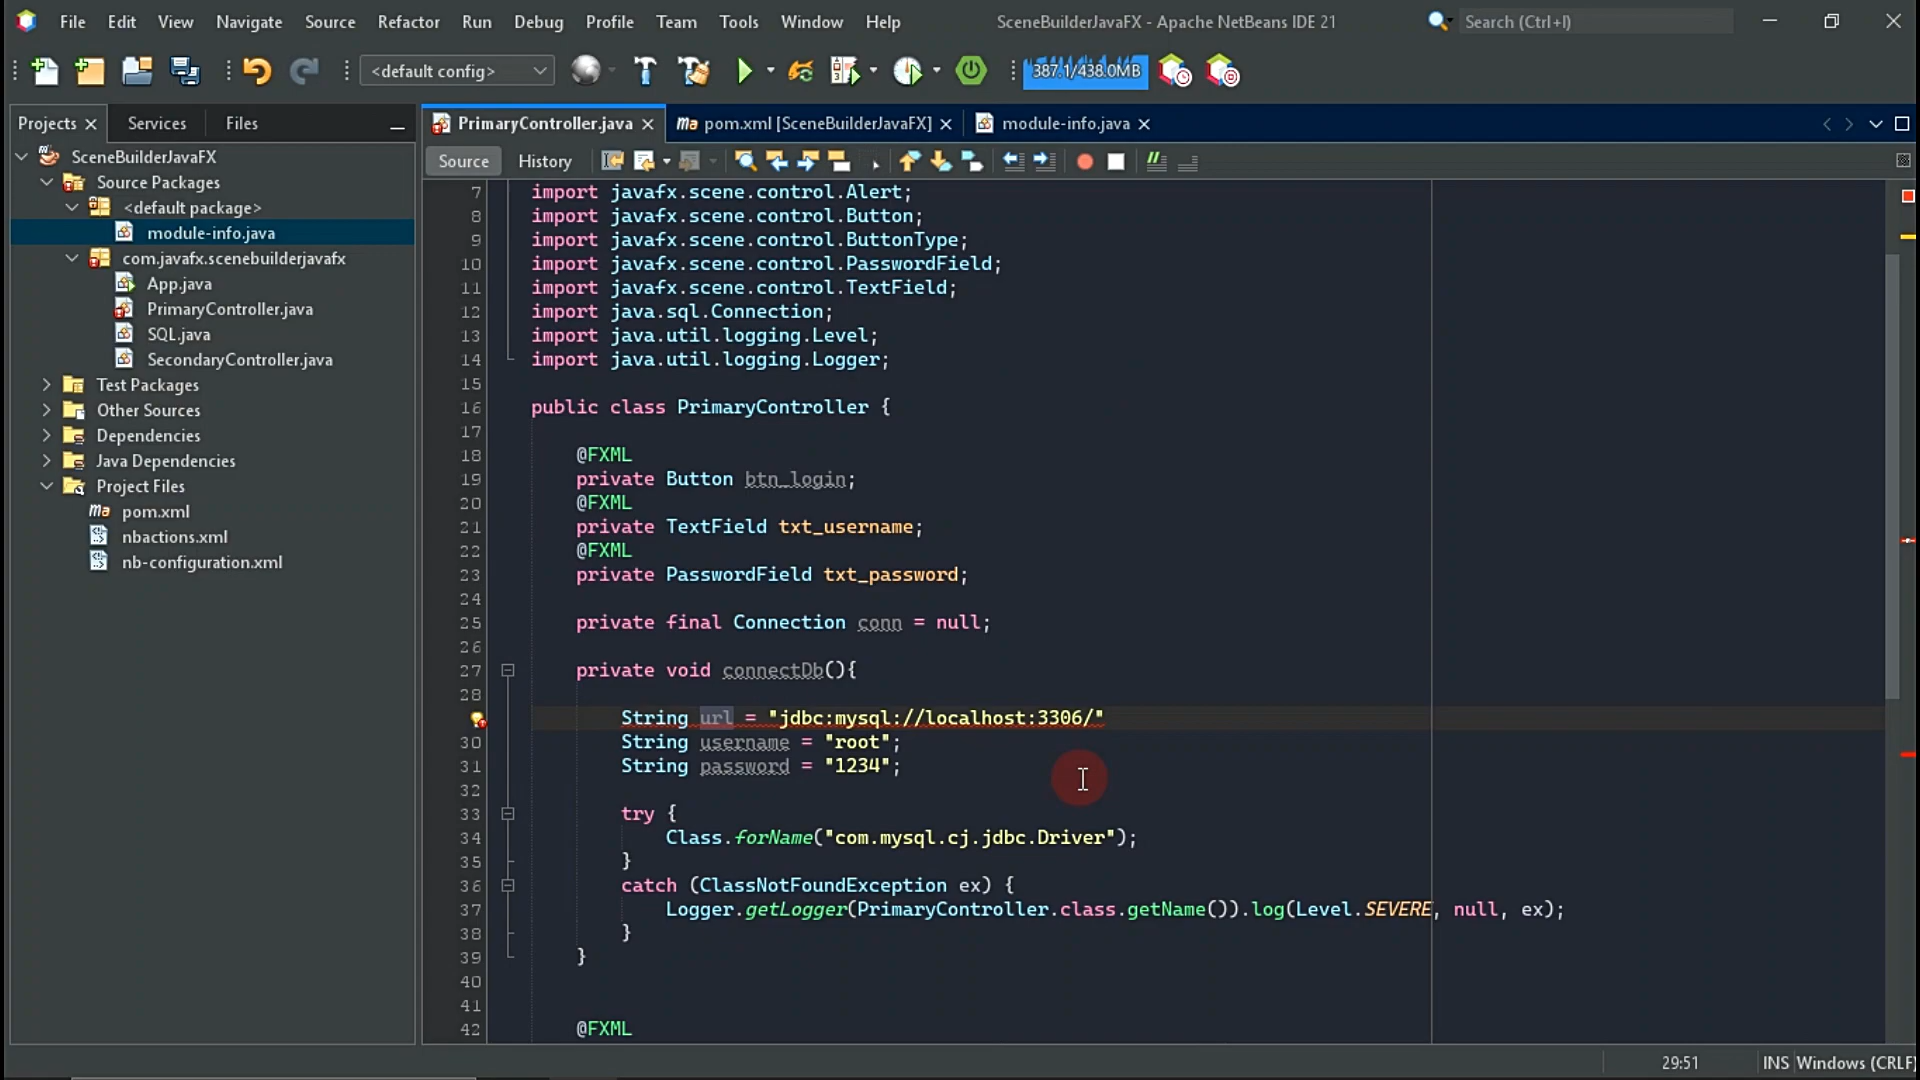 File Edit View Navigate Source Refactor Run Debug Profile Team Tools Window Help SceneBuilderJavaFX - Apache NetBeans IDE 21 Search (Ctrl+I)
<default config> 387.1/438.0MB
Projects Services Files
PrimaryController.java pom.xml [SceneBuilderJavaFX] module-info.java
Source History
SceneBuilderJavaFX
Source Packages
<default package>
module-info.java
com.javafx.scenebuilderjavafx
App.java
PrimaryController.java
SQL.java
SecondaryController.java
Test Packages
Other Sources
Dependencies
Java Dependencies
Project Files
pom.xml
nbactions.xml
nb-configuration.xml
7 import javafx.scene.control.Alert;
8 import javafx.scene.control.Button;
9 import javafx.scene.control.ButtonType;
10 import javafx.scene.control.PasswordField;
11 import javafx.scene.control.TextField;
12 import java.sql.Connection;
13 import java.util.logging.Level;
14 import java.util.logging.Logger;
15
16 public class PrimaryController {
17
18 @FXML
19 private Button btn_login;
20 @FXML
21 private TextField txt_username;
22 @FXML
23 private PasswordField txt_password;
24
25 private final Connection conn = null;
26
27 private void connectDb(){
28
String url = "jdbc:mysql://localhost:3306/"
30 String username = "root";
31 String password = "1234";
32
33 try {
34 Class.forName("com.mysql.cj.jdbc.Driver");
35 }
36 catch (ClassNotFoundException ex) {
37 Logger.getLogger(PrimaryController.class.getName()).log(Level.SEVERE, null, ex);
38 }
39 }
40
41
42 @FXML
29:51 INS Windows (CRLF)